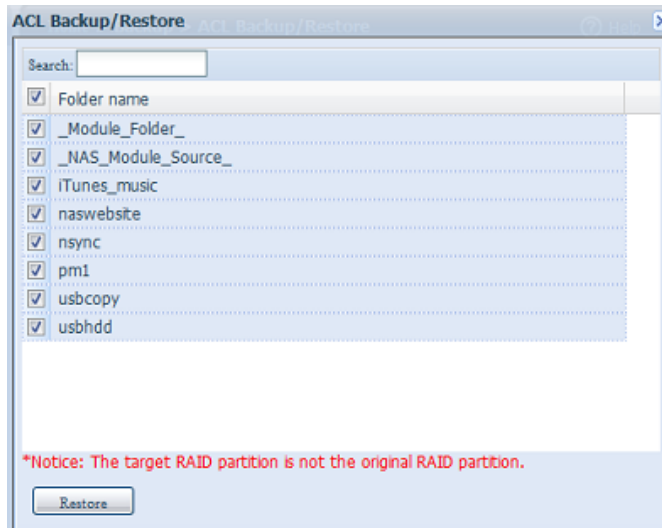 ACL Backup/Restore
Search:
Folder name
_Module_Folder_
_NAS_Module_Source_
iTunes_music
naswebsite
nsync
pm1
usbcopy
usbhdd
*Notice: The target RAID partition is not the original RAID partition.
Restore